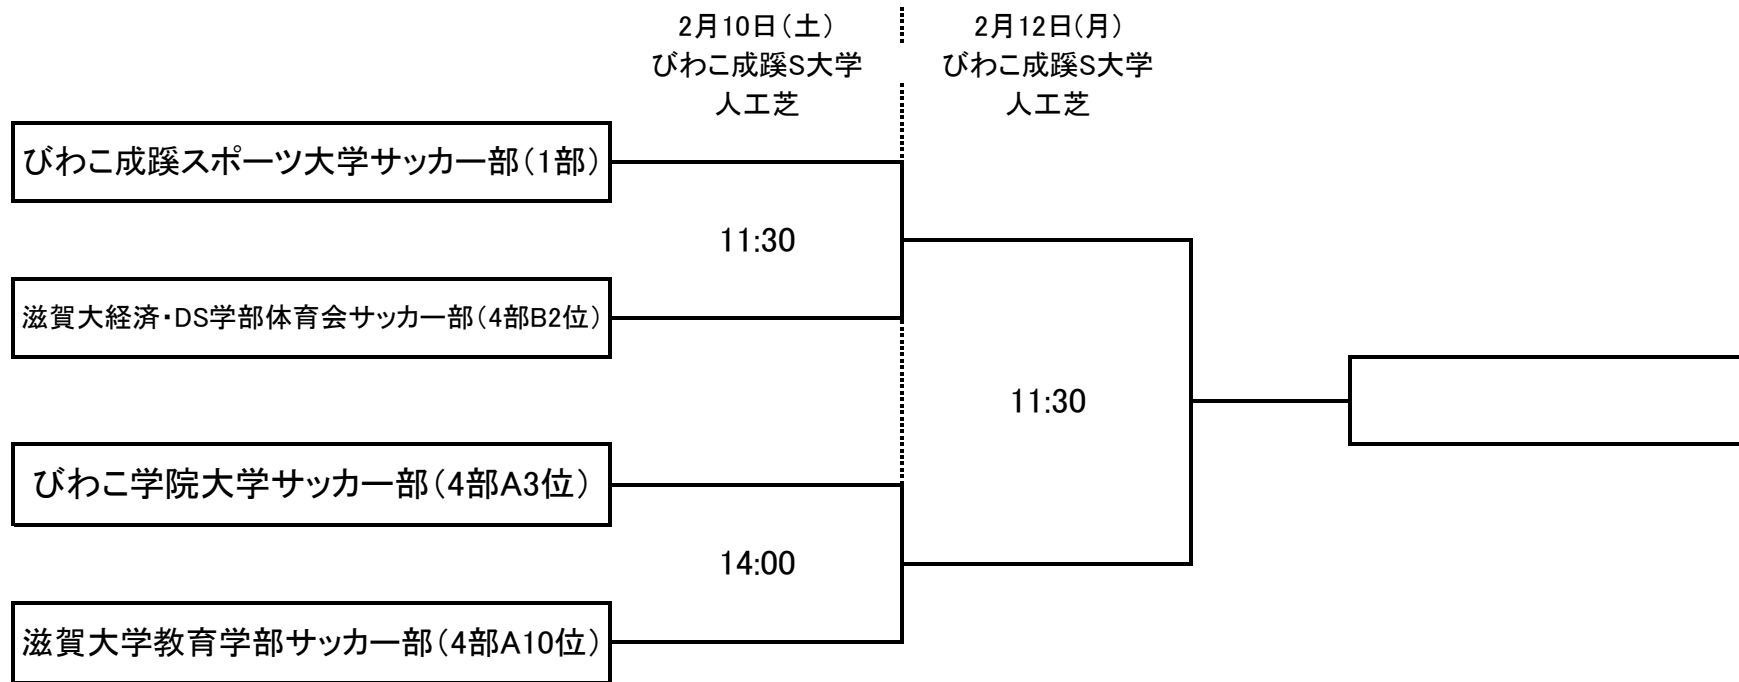 2月10日(土)
びわこ成蹊S大学
人工芝
2月12日(月)
びわこ成蹊S大学
人工芝
びわこ成蹊スポーツ大学サッカー部(1部)
11:30
滋賀大経済・DS学部体育会サッカー部(4部B2位)
11:30
びわこ学院大学サッカー部(4部A3位)
14:00
滋賀大学教育学部サッカー部(4部A10位)